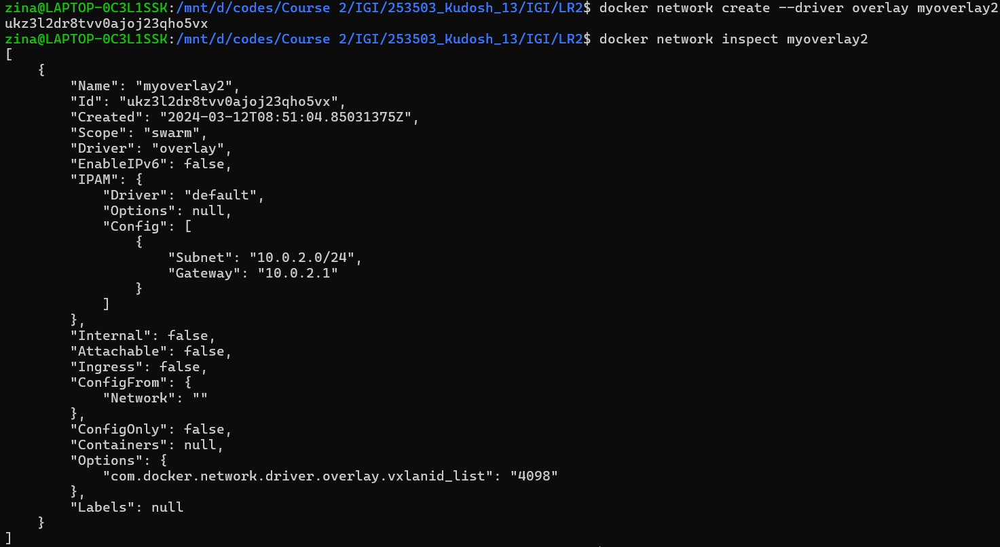 zina@LAPTOP-0C3L1SSK:/mnt/d/codes/Course 2/IGI/253503_Kudosh_13/IGI/LR2$ docker network create --driver overlay myoverlay2
ukz3l2dr8tvv0ajoj23qho5vx
zina@LAPTOP-0C3L1SSK:/mnt/d/codes/Course 2/IGI/253503_Kudosh_13/IGI/LR2$ docker network inspect myoverlay2
[
    {
        "Name": "myoverlay2",
        "Id": "ukz3l2dr8tvv0ajoj23qho5vx",
        "Created": "2024-03-12T08:51:04.85031375Z",
        "Scope": "swarm",
        "Driver": "overlay",
        "EnableIPv6": false,
        "IPAM": {
            "Driver": "default",
            "Options": null,
            "Config": [
                {
                    "Subnet": "10.0.2.0/24",
                    "Gateway": "10.0.2.1"
                }
            ]
        },
        "Internal": false,
        "Attachable": false,
        "Ingress": false,
        "ConfigFrom": {
            "Network": ""
        },
        "ConfigOnly": false,
        "Containers": null,
        "Options": {
            "com.docker.network.driver.overlay.vxlanid_list": "4098"
        },
        "Labels": null
    }
]